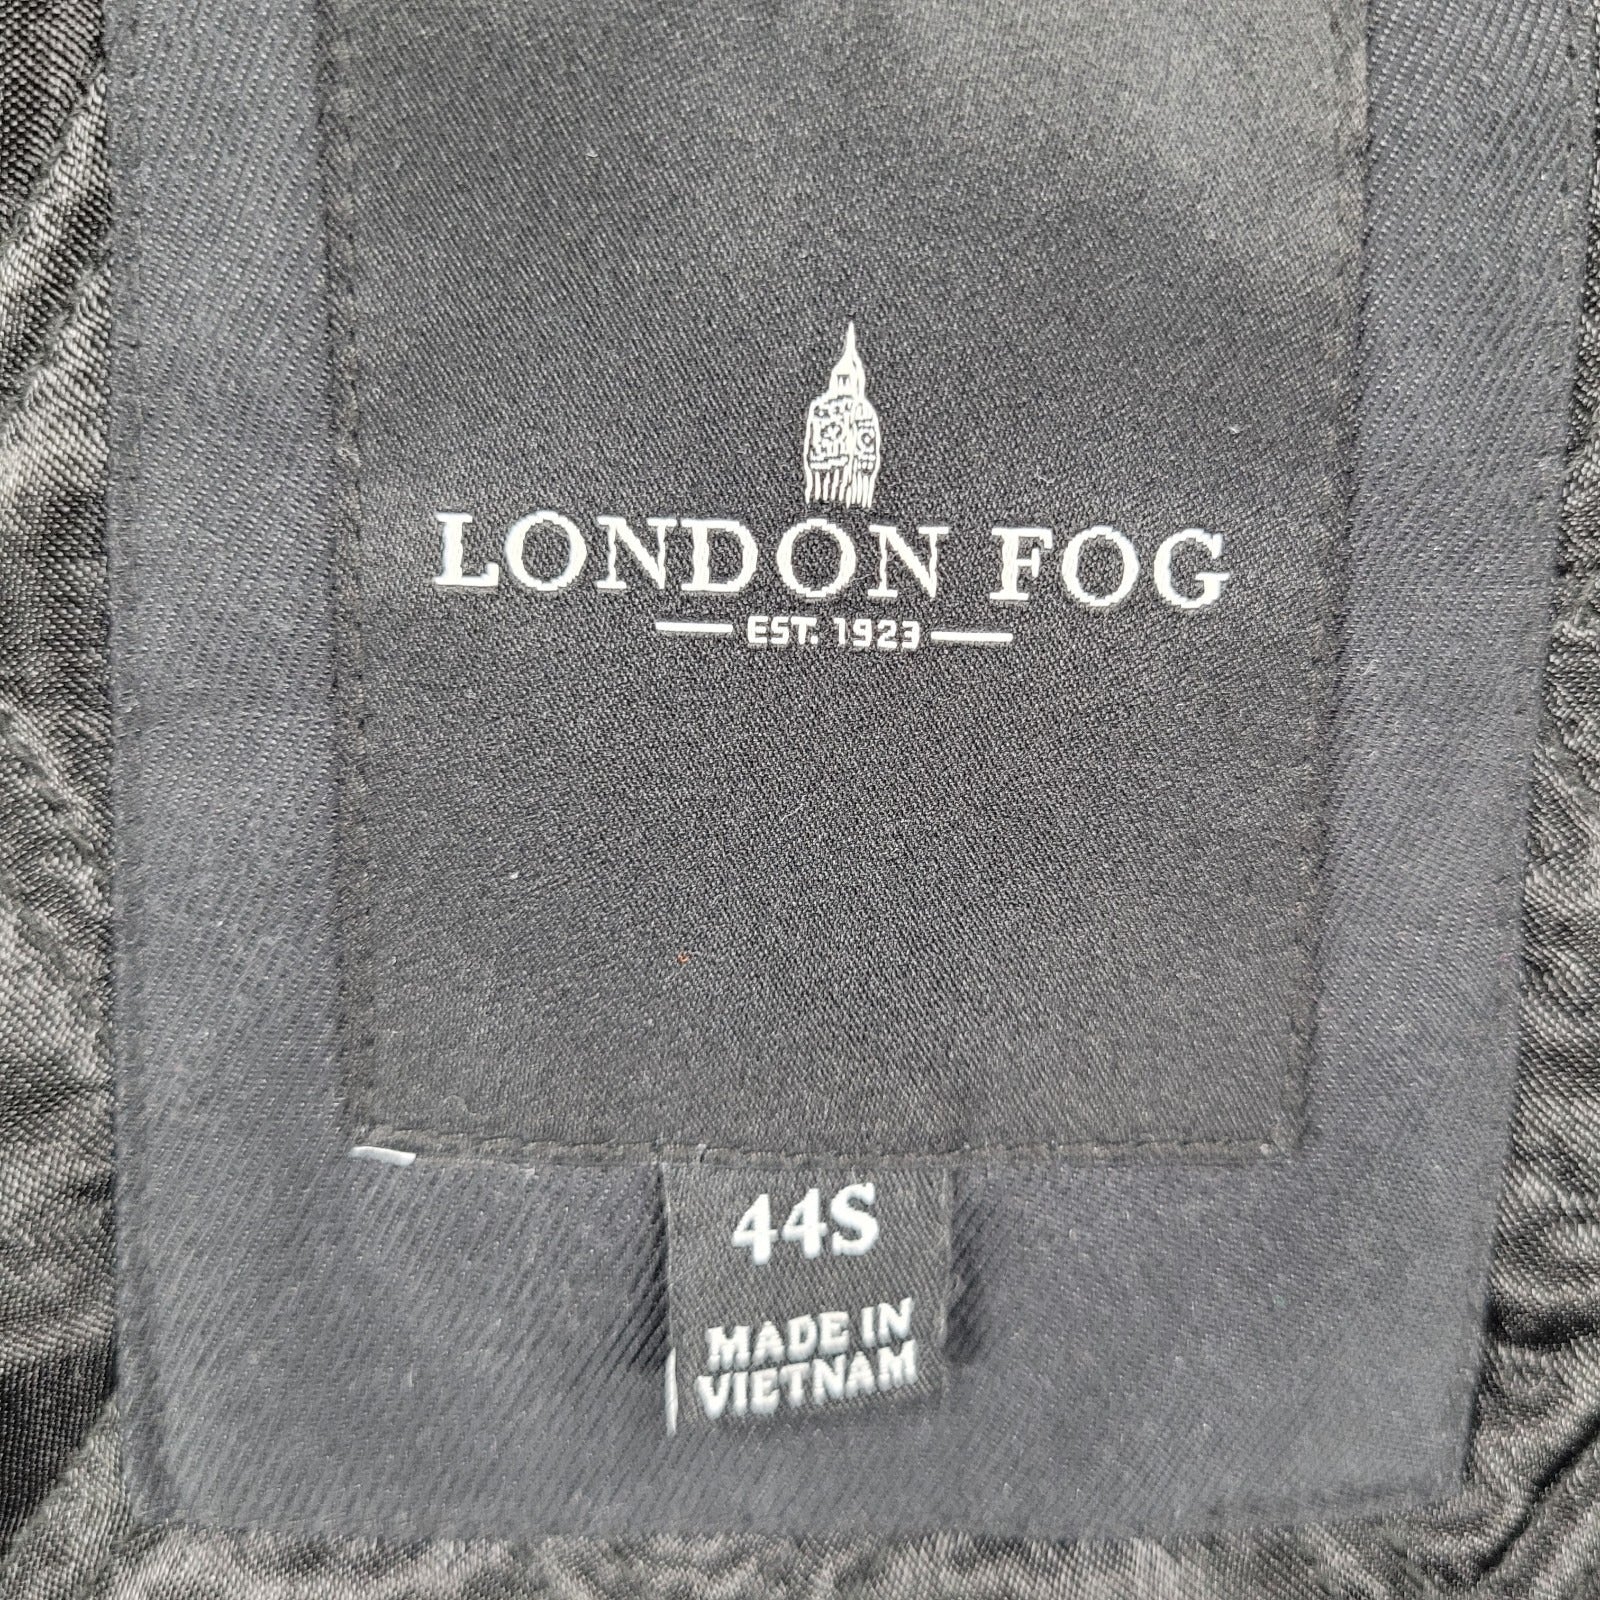 LONDON FOG
EST. 1923
44S
MADE IN
VIETNAM